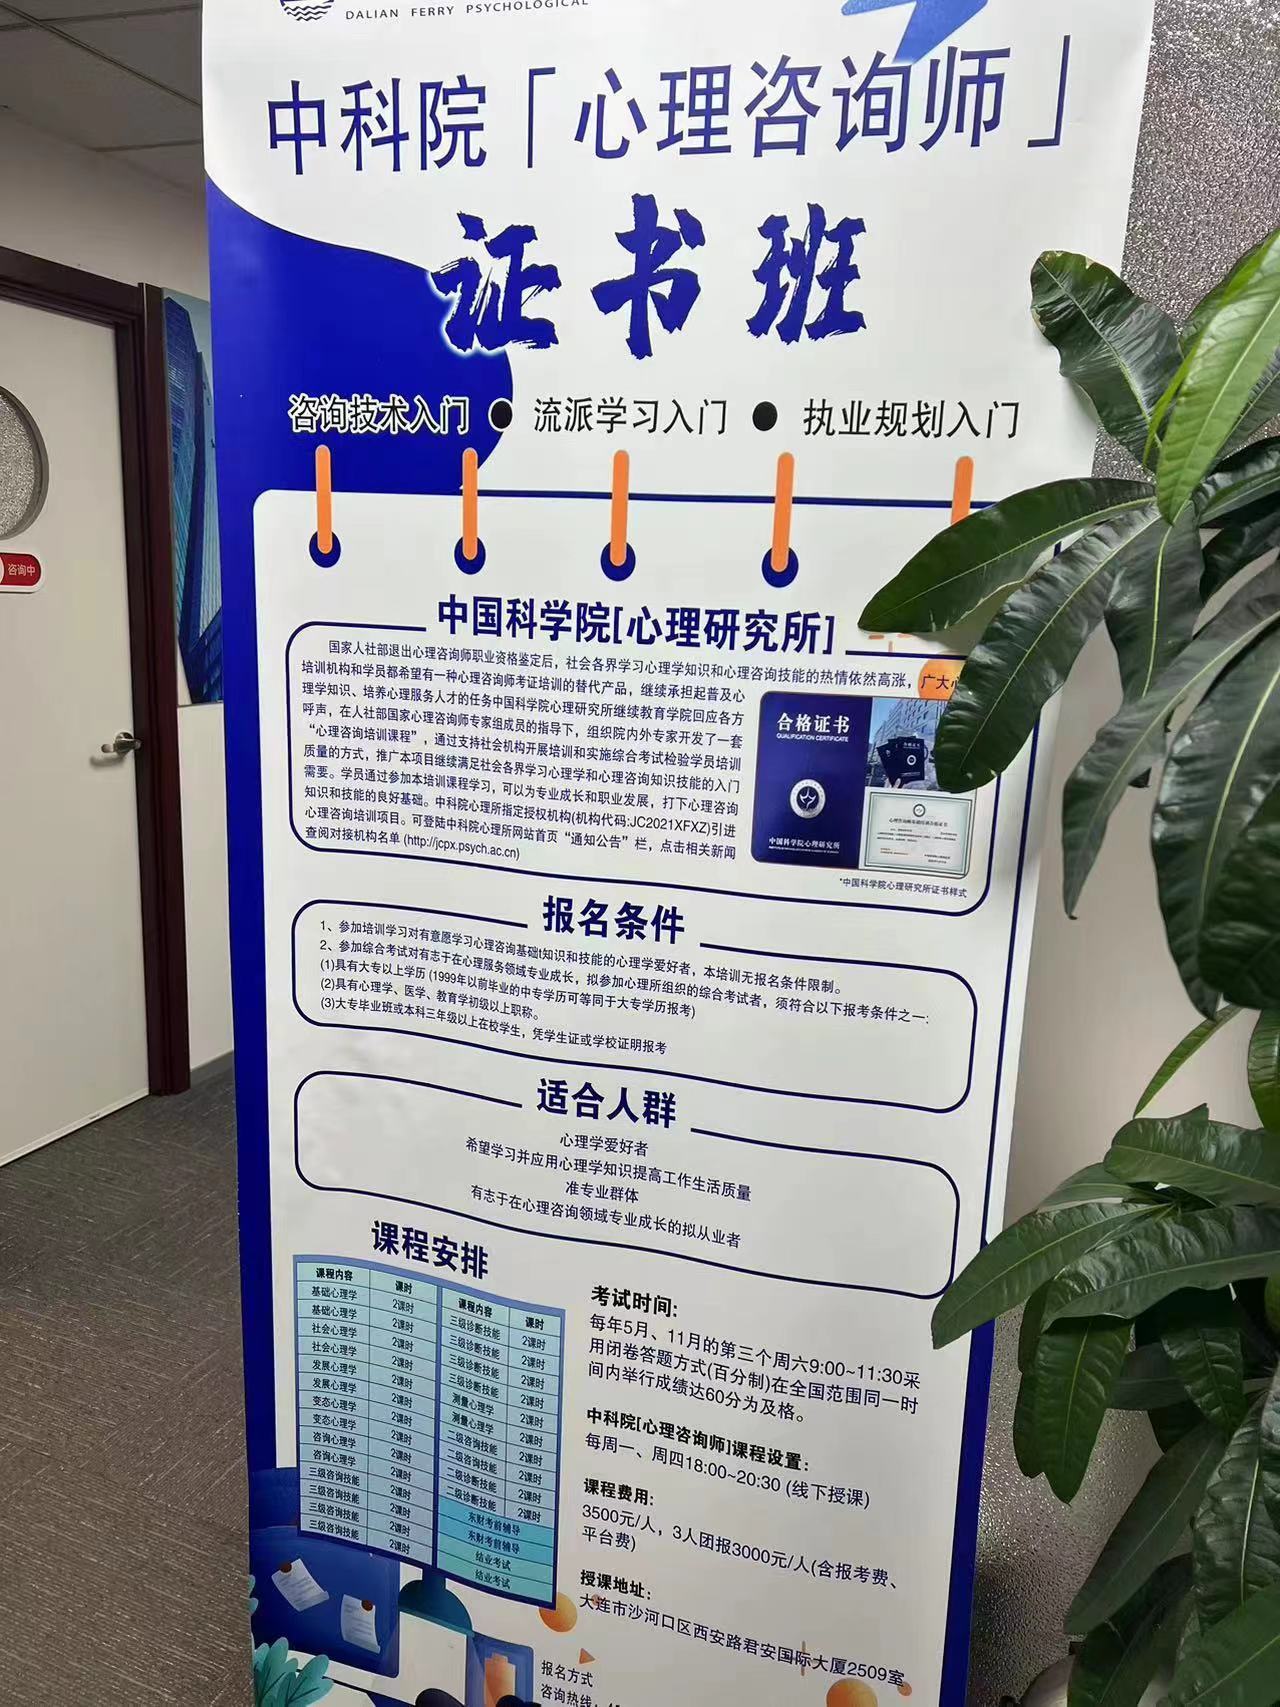 DALIAN FERRY PSYCHOLOGICAL
中科院「心理咨询师」
证书班
咨询技术入门 ● 流派学习入门 ● 执业规划入门
咨询中
中国科学院[心理研究所]
国家人社部退出心理咨询师职业资格鉴定后，社会各界学习心理学知识和心理咨询技能的热情依然高涨，广大心
培训机构和学员都希望有一种心理咨询师考证培训的替代产品，继续承担起普及心
理学知识、培养心理服务人才的任务中国科学院心理研究所继续教育学院回应各方
呼声，在人社部国家心理咨询师专家组成员的指导下，组织院内外专家开发了一套
“心理咨询培训课程”，通过支持社会机构开展培训和实施综合考试检验学员培训
质量的方式，推广本项目继续满足社会各界学习心理学和心理咨询知识技能的入门
需要。学员通过参加本培训课程学习，可以为专业成长和职业发展，打下心理咨询
知识和技能的良好基础。中科院心理所指定授权机构(机构代码:JC2021XFXZ)引进
心理咨询培训项目。可登陆中科院心理所网站首页“通知公告”栏，点击相关新闻
查阅对接机构名单 (http://jcpx.psych.ac.cn)
合格证书
QUALIFICATION CERTIFICATE
中国科学院心理研究所
*中国科学院心理研究所证书样式
报名条件
1、参加培训学习对有意愿学习心理咨询基础t知识和技能的心理学爱好者，本培训无报名条件限制。
2、参加综合考试对有志于在心理服务领域专业成长，拟参加心理所组织的综合考试者，须符合以下报考条件之一:
(1)具有大专以上学历 (1999年以前毕业的中专学历可等同于大专学历报考)
(2)具有心理学、医学、教育学初级以上职称。
(3)大专毕业班或本科三年级以上在校学生，凭学生证或学校证明报考
适合人群
心理学爱好者
希望学习并应用心理学知识提高工作生活质量
准专业群体
有志于在心理咨询领域专业成长的拟从业者
课程安排
课程内容 课时
基础心理学 2课时
基础心理学 2课时
社会心理学 2课时
社会心理学 2课时
发展心理学 2课时
发展心理学 2课时
变态心理学 2课时
变态心理学 2课时
咨询心理学 2课时
咨询心理学 2课时
三级咨询技能 2课时
三级咨询技能 2课时
三级咨询技能 2课时
三级咨询技能 2课时
课程内容 课时
三级诊断技能 2课时
三级诊断技能 2课时
三级诊断技能 2课时
三级诊断技能 2课时
测量心理学 2课时
测量心理学 2课时
二级咨询技能 2课时
二级咨询技能 2课时
二级诊断技能 2课时
二级诊断技能 2课时
东财考前辅导
东财考前辅导
结业考试
结业考试
考试时间:
每年5月、11月的第三个周六9:00~11:30采
用闭卷答题方式(百分制)在全国范围同一时
间内举行成绩达60分为及格。
中科院[心理咨询师]课程设置:
每周一、周四18:00~20:30 (线下授课)
课程费用:
3500元/人，3人团报3000元/人(含报考费、
平台费)
授课地址:
大连市沙河口区西安路君安国际大厦2509室
报名方式
咨询热线: